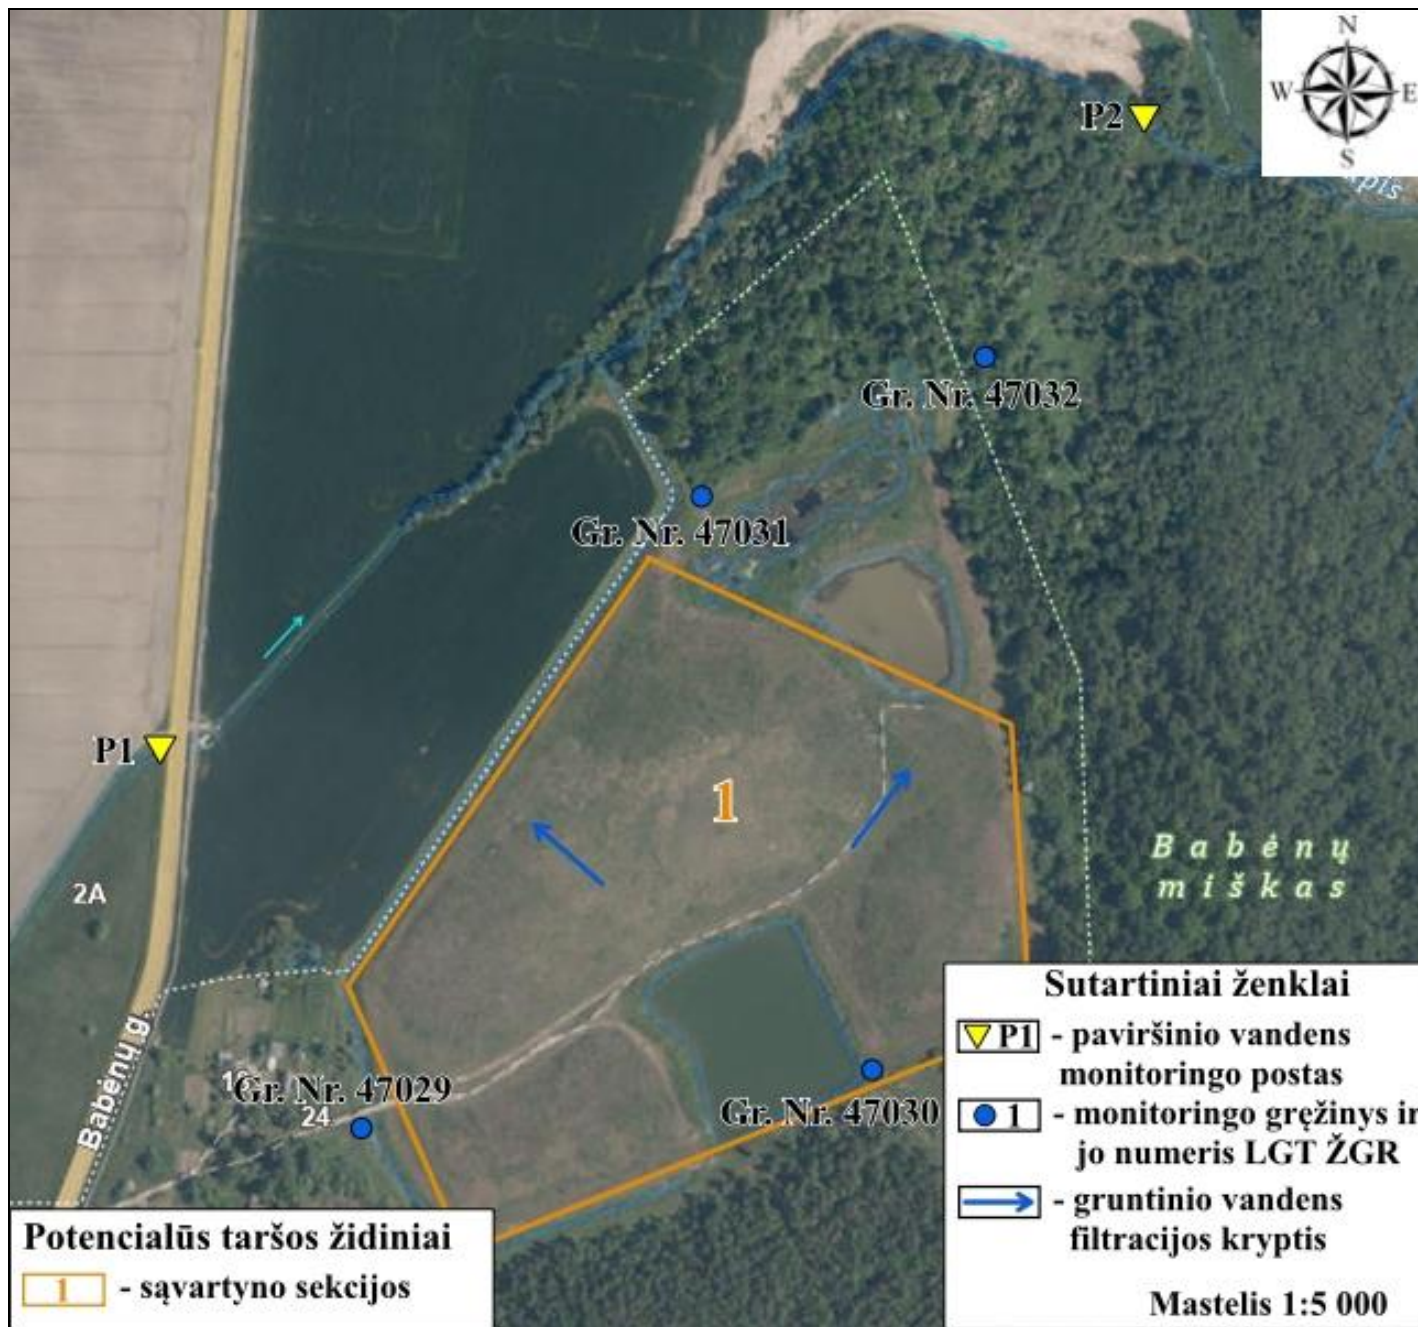 N
W E
S
P2
Gr. Nr. 47032
Gr. Nr. 47031
P1
1
2A
Babėnų
miškas
Babėnų g.
Gr. Nr. 47029
24
Gr. Nr. 47030
Sutartiniai ženklai
P1 - paviršinio vandens
monitoringo postas
1 - monitoringo gręžinys ir
jo numeris LGT ŽGR
- gruntinio vandens
filtracijos kryptis
Mastelis 1:5 000
Potencialūs taršos židiniai
1 - sąvartyno sekcijos